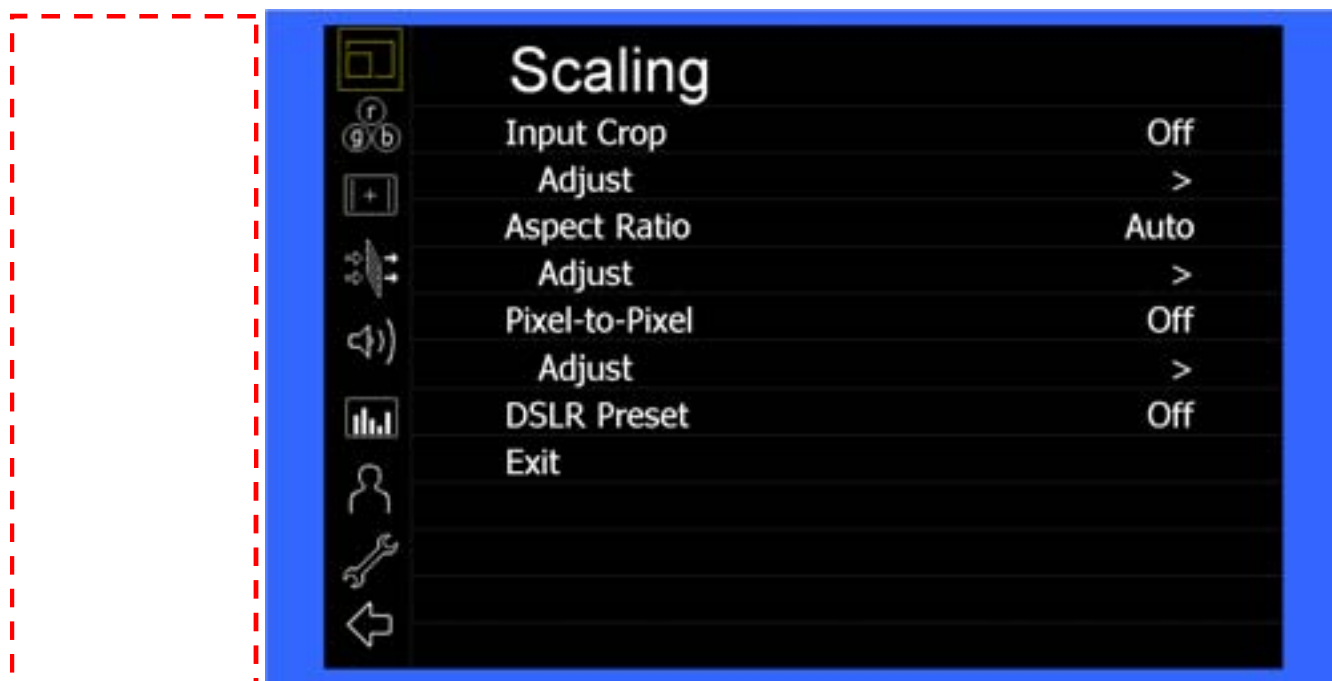 Scaling
r
g b
Input Crop Off
Adjust >
Aspect Ratio Auto
Adjust >
Pixel-to-Pixel Off
Adjust >
DSLR Preset Off
Exit